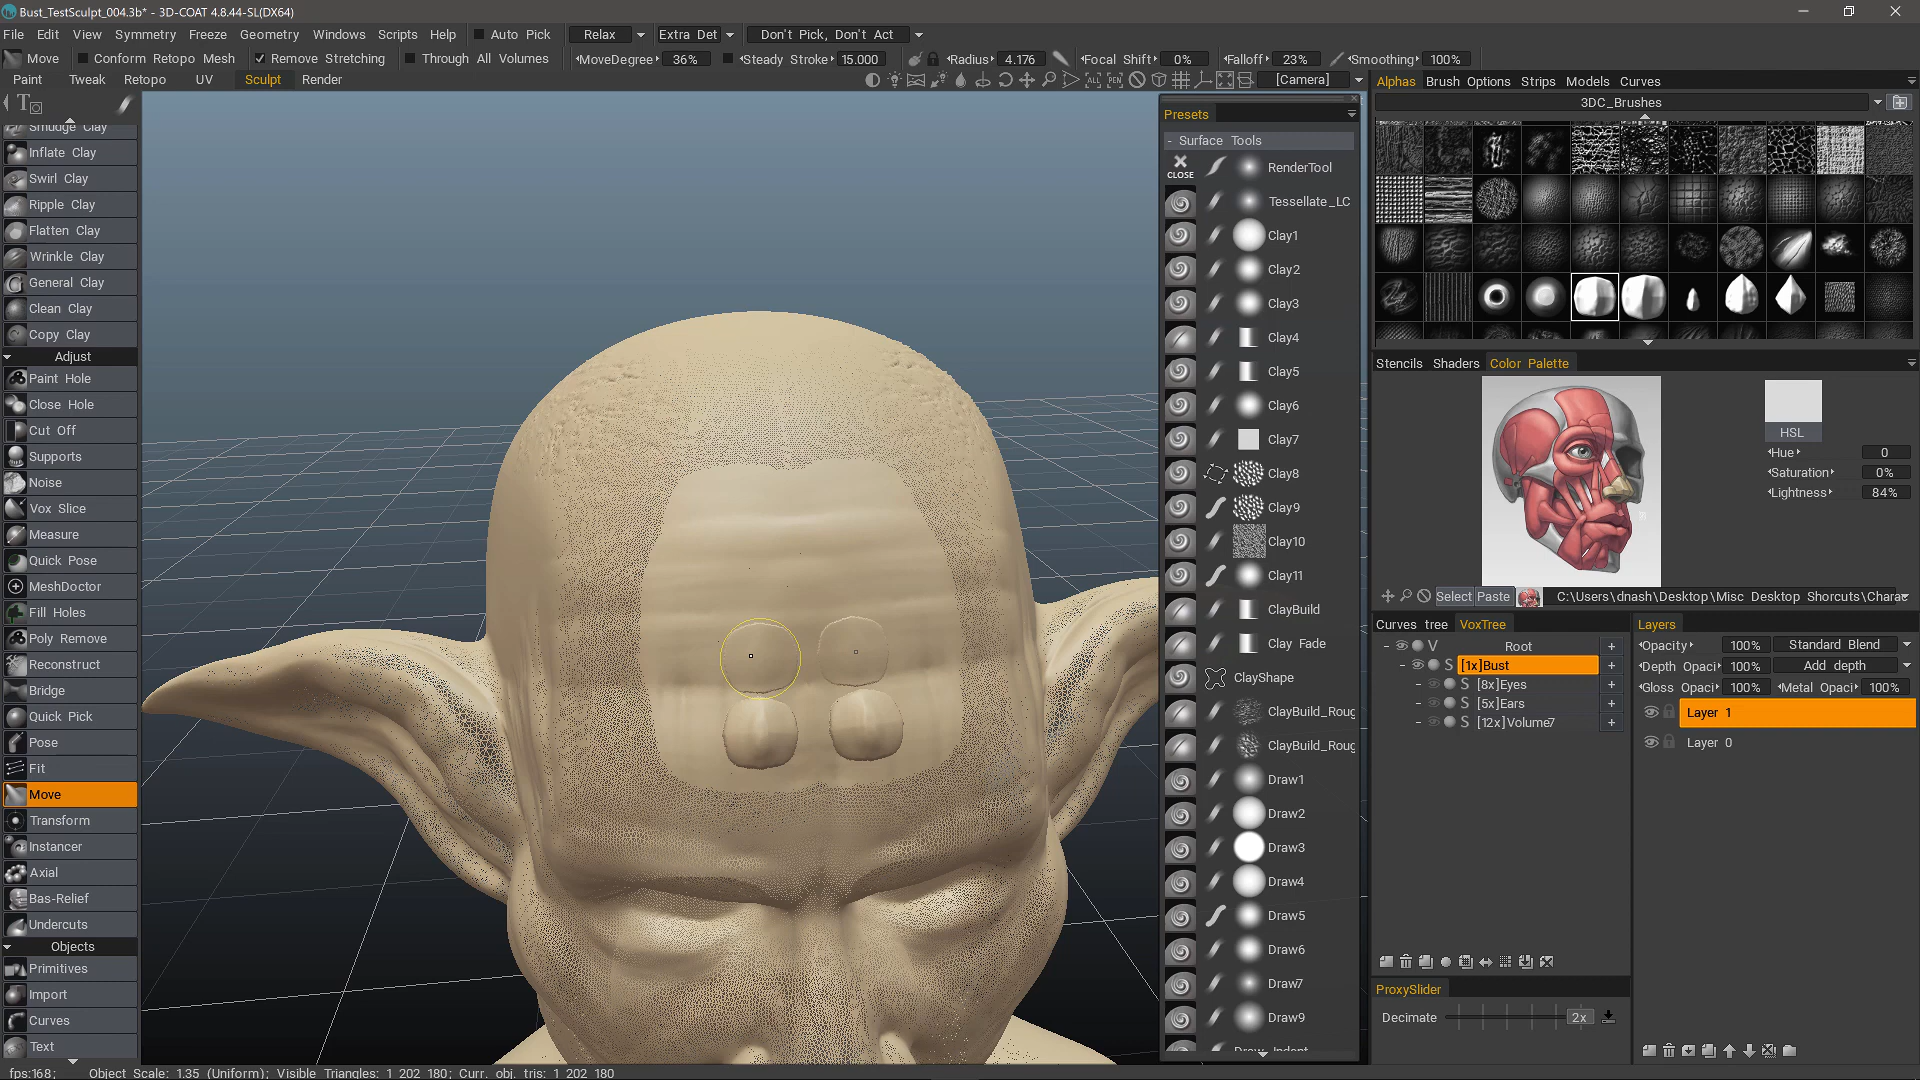 Bust_TestSculpt_004.3b* - 3D-COAT 4.8.44-SL(DX64)
File Edit View Symmetry Freeze Geometry Windows Scripts Help Auto Pick Relax Extra Det Don't Pick, Don't Act
Move Conform Retopo Mesh Remove Stretching Through All Volumes MoveDegree 36% Steady Stroke 15.000 Radius 4.176 Focal Shift 0% Falloff 23% Smoothing 100%
Paint Tweak Retopo UV Sculpt Render [Camera]
Smudge Clay
Inflate Clay
Swirl Clay
Ripple Clay
Flatten Clay
Wrinkle Clay
General Clay
Clean Clay
Copy Clay
Adjust
Paint Hole
Close Hole
Cut Off
Supports
Noise
Vox Slice
Measure
Quick Pose
MeshDoctor
Fill Holes
Poly Remove
Reconstruct
Bridge
Quick Pick
Pose
Fit
Move
Transform
Instancer
Axial
Bas-Relief
Undercuts
Objects
Primitives
Import
Curves
Text
Presets
- Surface Tools
CLOSE RenderTool
Tessellate_LC
Clay1
Clay2
Clay3
Clay4
Clay5
Clay6
Clay7
Clay8
Clay9
Clay10
Clay11
ClayBuild
Clay Fade
ClayShape
ClayBuild_Roug
ClayBuild_Roug
Draw1
Draw2
Draw3
Draw4
Draw5
Draw6
Draw7
Draw9
Alphas Brush Options Strips Models Curves
3DC_Brushes
Stencils Shaders Color Palette
HSL
Hue 0
Saturation 0%
Lightness 84%
Select Paste C:\Users\dnash\Desktop\Misc Desktop Shorcuts\Charac
Curves tree VoxTree
V Root +
S [1x]Bust +
S [8x]Eyes +
S [5x]Ears +
S [12x]Volume7 +
ProxySlider
Decimate 2x
Layers
Opacity 100% Standard Blend
Depth Opaci 100% Add depth
Gloss Opaci 100% Metal Opaci 100%
Layer 1
Layer 0
fps:168; Object Scale: 1.35 (Uniform); Visible Triangles: 1 202 180; Curr. obj. tris: 1 202 180